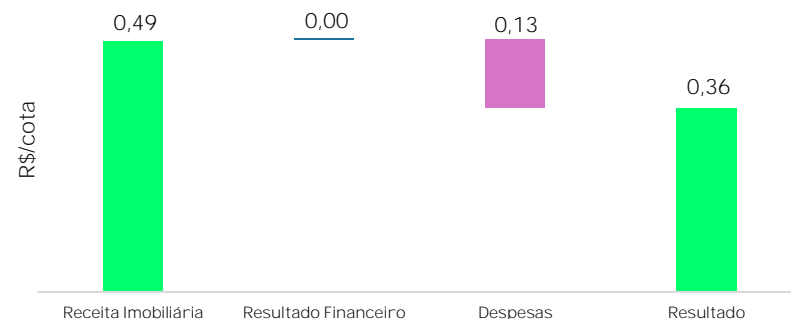 0,49
0,00
0,13
0,36
R$/cota
Receita Imobiliária
Resultado Financeiro
Despesas
Resultado